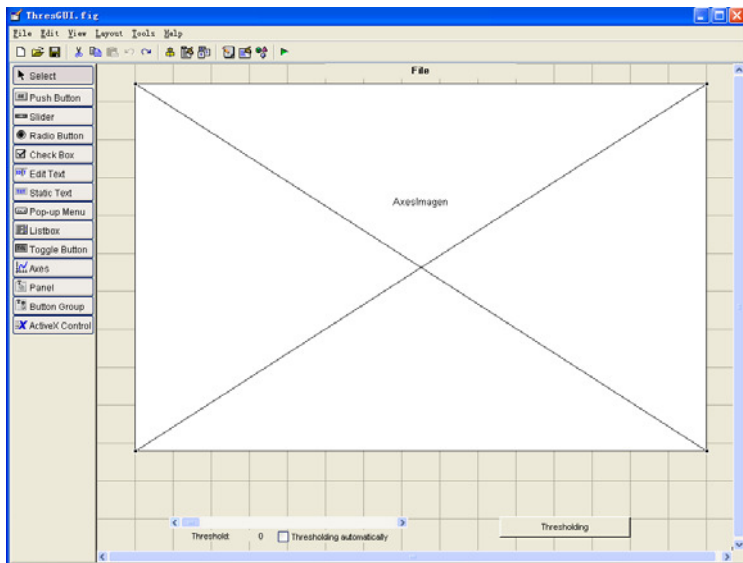 ThresGUI.fig
File Edit View Layout Tools Help
Select
Push Button
Slider
Radio Button
Check Box
Edit Text
Static Text
Pop-up Menu
Listbox
Toggle Button
Axes
Panel
Button Group
ActiveX Control
File
AxesImagen
Threshold: 0 Thresholding automatically
Thresholding